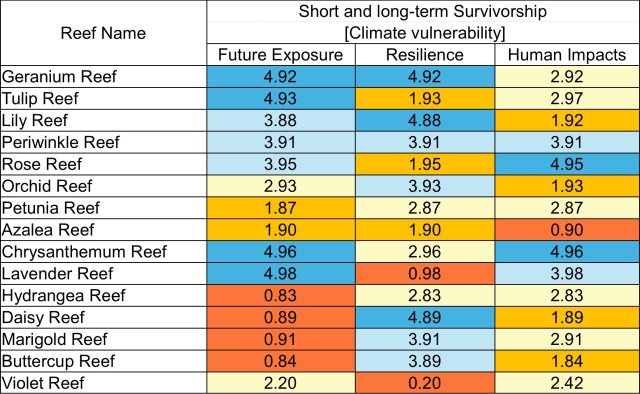 Reef Name
Short and long-term Survivorship
[Climate vulnerability]
Future Exposure Resilience Human Impacts
Geranium Reef 4.92 4.92 2.92
Tulip Reef 4.93 1.93 2.97
Lily Reef 3.88 4.88 1.92
Periwinkle Reef 3.91 3.91 3.91
Rose Reef 3.95 1.95 4.95
Orchid Reef 2.93 3.93 1.93
Petunia Reef 1.87 2.87 2.87
Azalea Reef 1.90 1.90 0.90
Chrysanthemum Reef 4.96 2.96 4.96
Lavender Reef 4.98 0.98 3.98
Hydrangea Reef 0.83 2.83 2.83
Daisy Reef 0.89 4.89 1.89
Marigold Reef 0.91 3.91 2.91
Buttercup Reef 0.84 3.89 1.84
Violet Reef 2.20 0.20 2.42